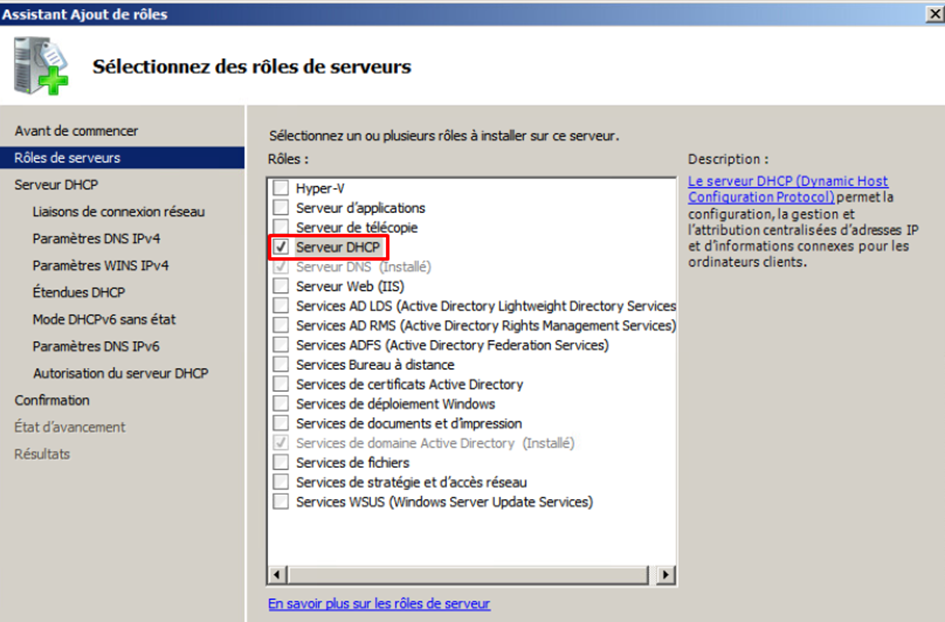 Assistant Ajout de rôles
Sélectionnez des rôles de serveurs
Avant de commencer
Rôles de serveurs
Serveur DHCP
Liaisons de connexion réseau
Paramètres DNS IPv4
Paramètres WINS IPv4
Étendues DHCP
Mode DHCPv6 sans état
Paramètres DNS IPv6
Autorisation du serveur DHCP
Confirmation
État d'avancement
Résultats
Sélectionnez un ou plusieurs rôles à installer sur ce serveur.
Rôles :
Hyper-V
Serveur d'applications
Serveur de télécopie
Serveur DHCP
Serveur DNS (Installé)
Serveur Web (IIS)
Services AD LDS (Active Directory Lightweight Directory Services
Services AD RMS (Active Directory Rights Management Services)
Services ADFS (Active Directory Federation Services)
Services Bureau à distance
Services de certificats Active Directory
Services de déploiement Windows
Services de documents et d'impression
Services de domaine Active Directory (Installé)
Services de fichiers
Services de stratégie et d'accès réseau
Services WSUS (Windows Server Update Services)
En savoir plus sur les rôles de serveur
Description :
Le serveur DHCP (Dynamic Host
Configuration Protocol) permet la
configuration, la gestion et
l'attribution centralisées d'adresses IP
et d'informations connexes pour les
ordinateurs clients.